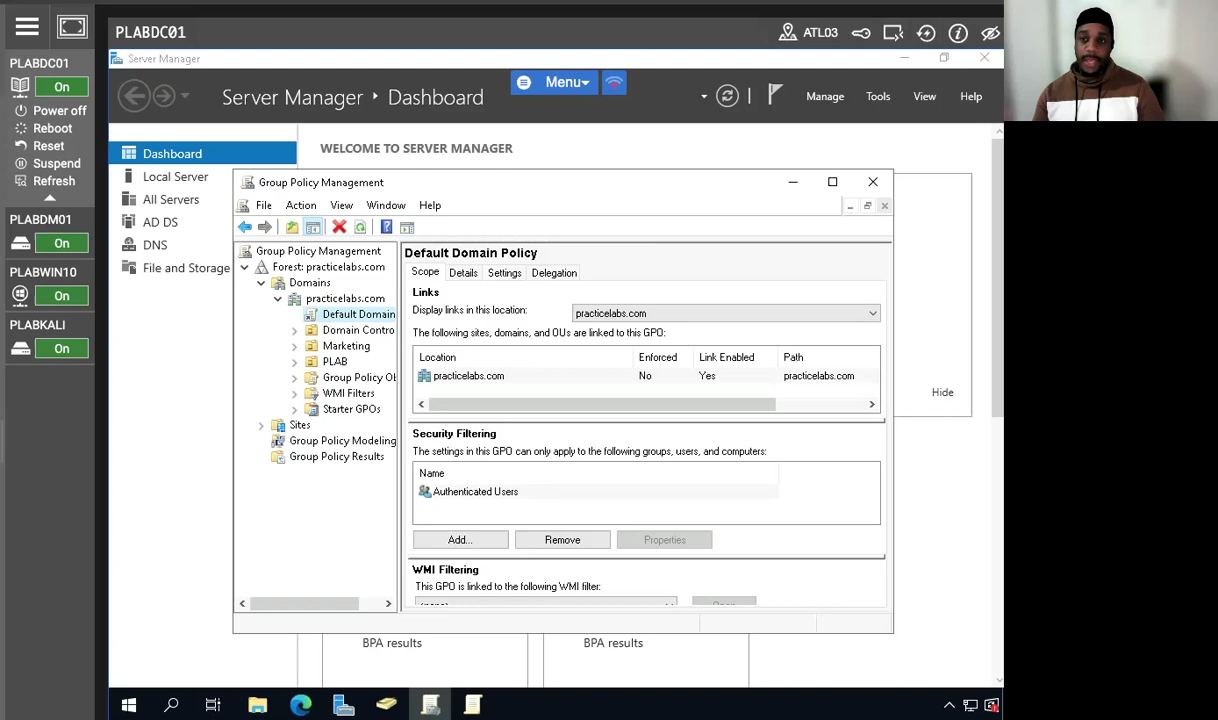 PLABDC01
ATL03
PLABDC01
On
Power off
Reboot
Reset
Suspend
Refresh
PLABDM01
On
PLABWIN10
On
PLABKALI
On
Server Manager
Server Manager
Dashboard
Menu
Manage
Tools
View
Help
Dashboard
Local Server
All Servers
AD DS
DNS
File and Storage
WELCOME TO SERVER MANAGER
Hide
BPA results
BPA results
Group Policy Management
File
Action
View
Window
Help
Group Policy Management
Forest: practicelabs.com
Domains
practicelabs.com
Default Domain
Domain Contro
Marketing
PLAB
Group Policy Ob
WMI Filters
Starter GPOs
Sites
Group Policy Modeling
Group Policy Results
Default Domain Policy
Scope
Details
Settings
Delegation
Links
Display links in this location:
practicelabs.com
The following sites, domains, and OUs are linked to this GPO:
Location
Enforced
Link Enabled
Path
practicelabs.com
No
Yes
practicelabs.com
Security Filtering
The settings in this GPO can only apply to the following groups, users, and computers:
Name
Authenticated Users
Add...
Remove
Properties
WMI Filtering
This GPO is linked to the following WMI filter: